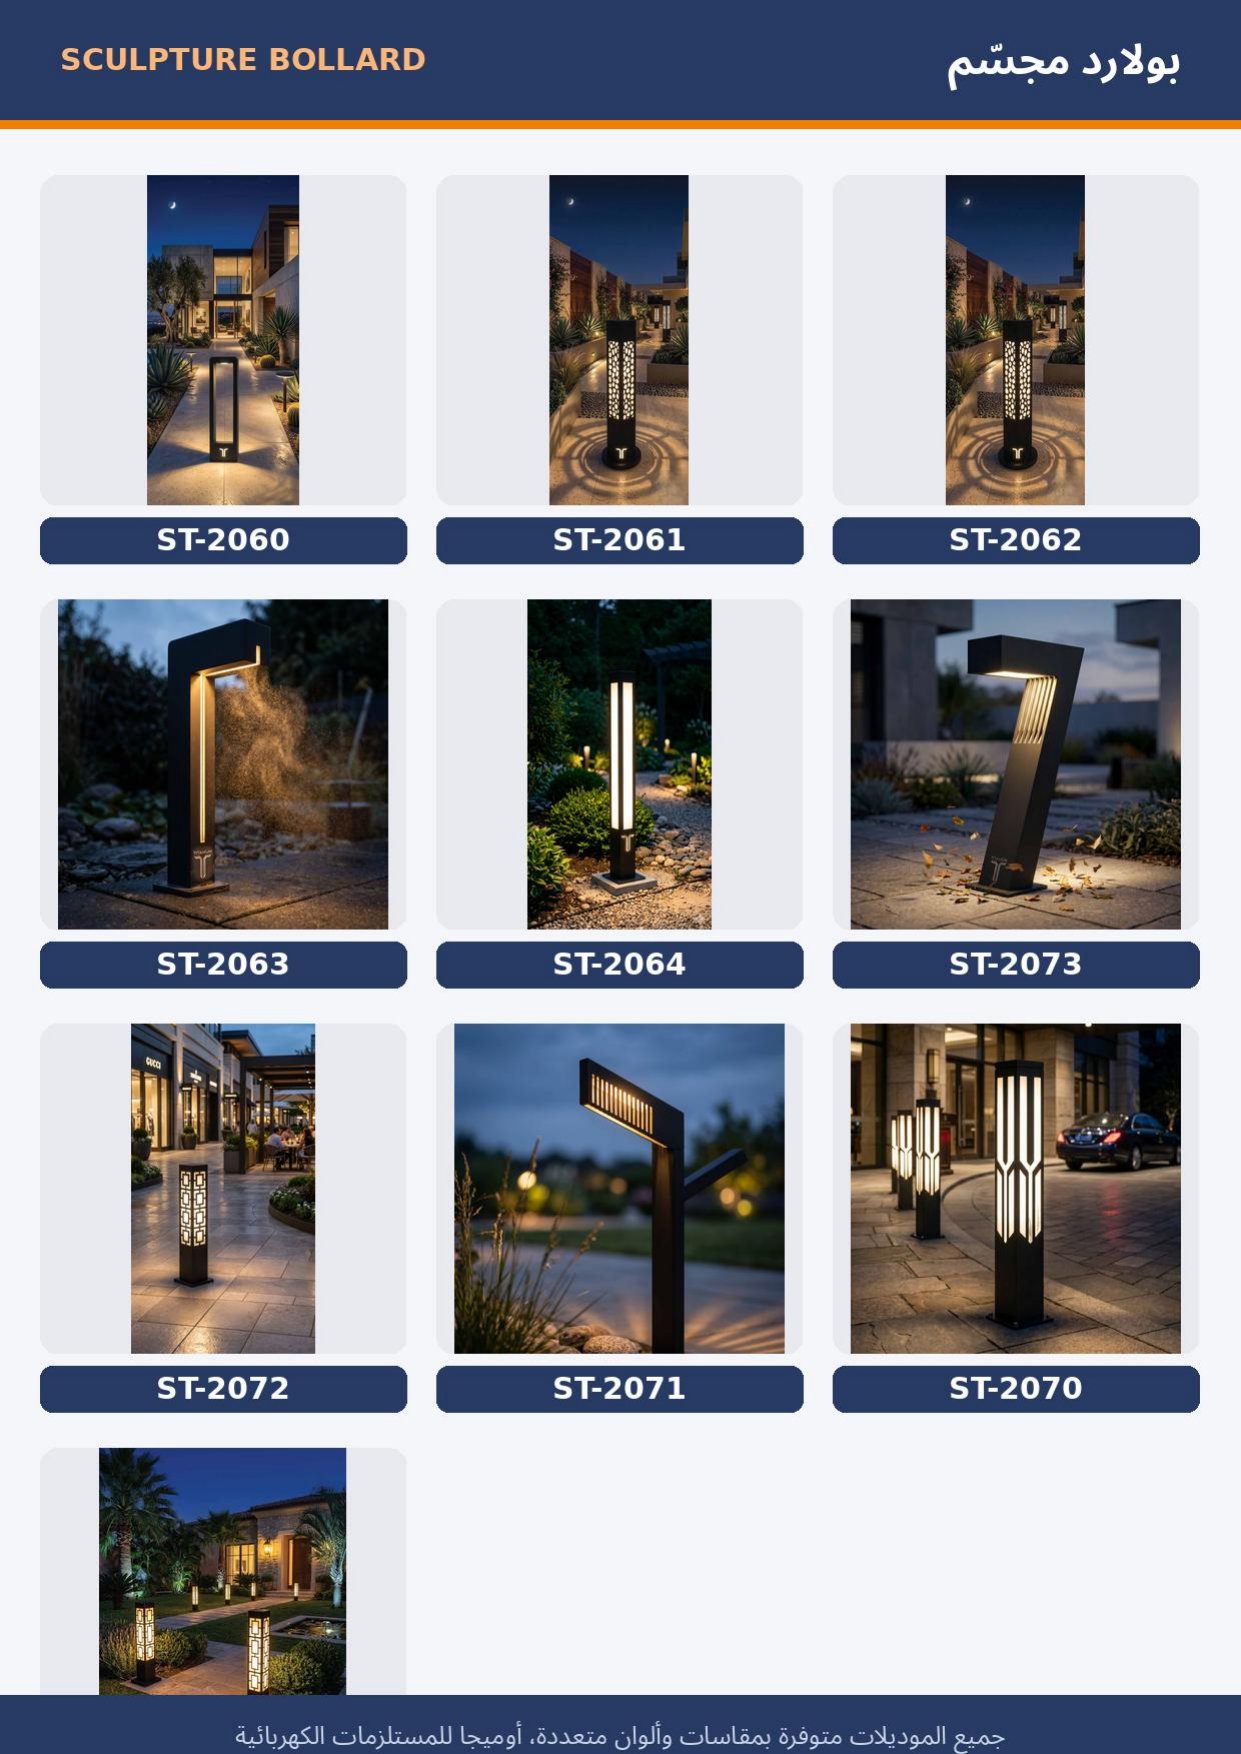 SCULPTURE BOLLARD
بولارد مجسّم
ST-2060
ST-2061
ST-2062
ST-2063
ST-2064
ST-2073
GUCCI
ST-2072
ST-2071
ST-2070
جميع الموديلات متوفرة بمقاسات وألوان متعددة، أوميجا للمستلزمات الكهربائية